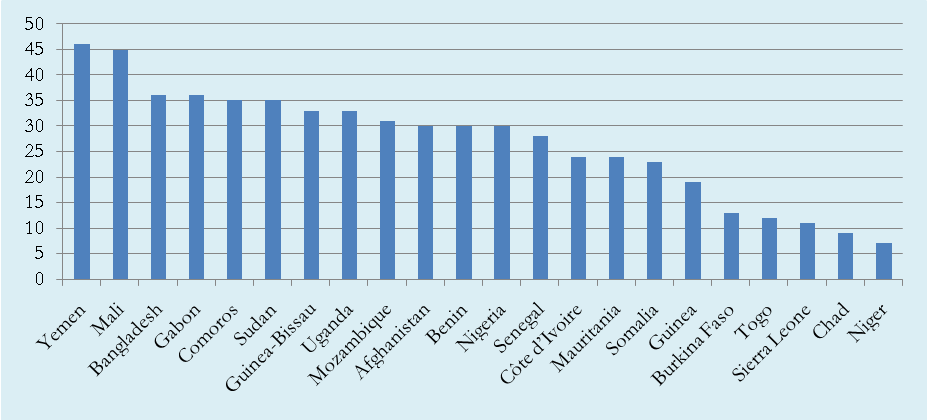 50
45
40
35
30
25
20
15
10
5
0
Yemen
Mali
Bangladesh
Gabon
Comoros
Sudan
Guinea-Bissau
Uganda
Mozambique
Afghanistan
Benin
Nigeria
Senegal
Côte d'Ivoire
Mauritania
Somalia
Guinea
Burkina Faso
Togo
Sierra Leone
Chad
Niger